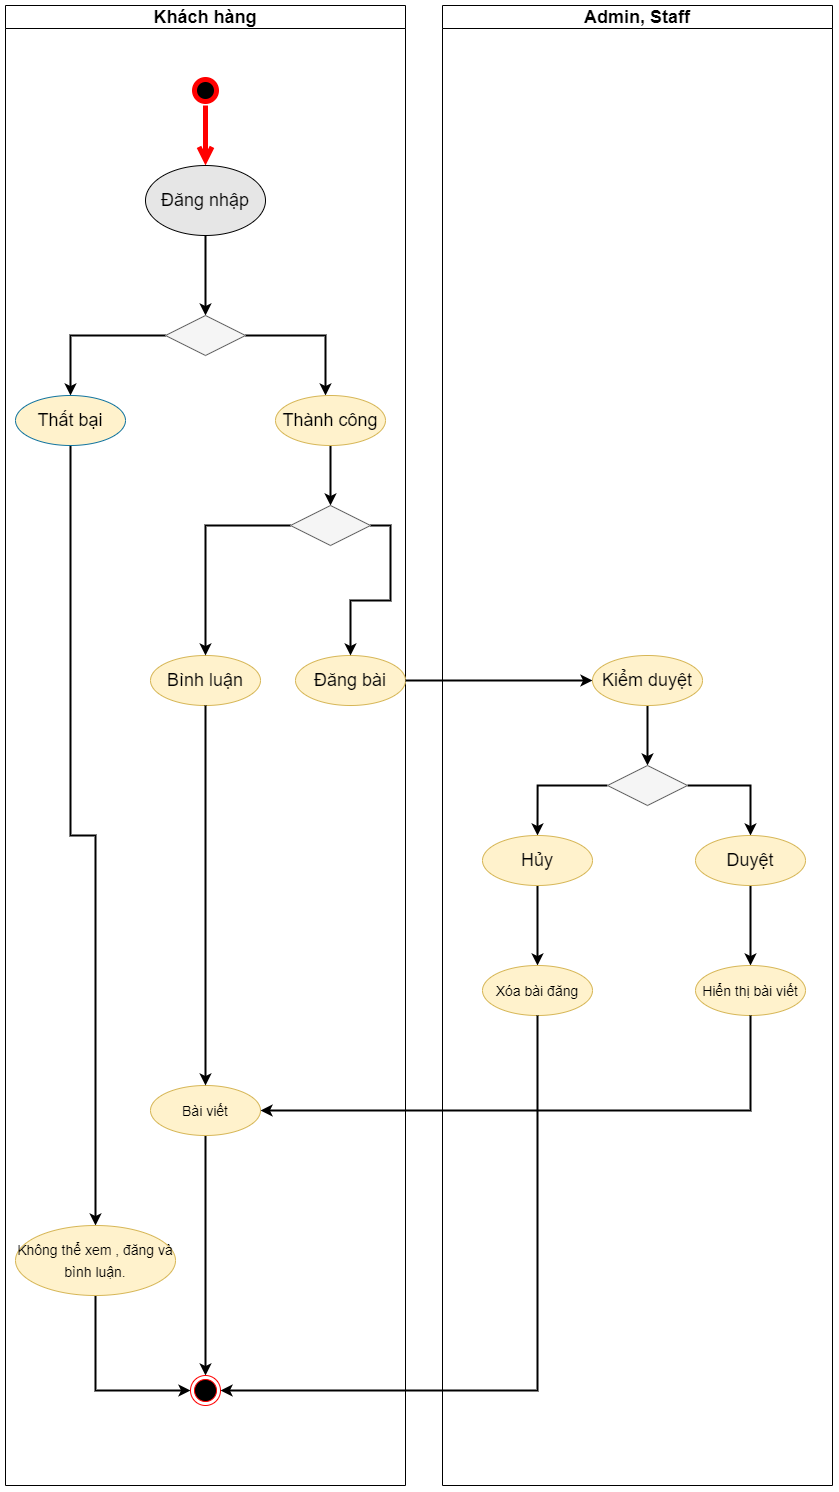 Khách hàng
Admin, Staff
Đăng nhập
Thất bại
Thành công
Bình luận
Đăng bài
Kiểm duyệt
Hủy
Duyệt
Xóa bài đăng
Hiển thị bài viết
Bài viết
Không thể xem , đăng và
bình luận.